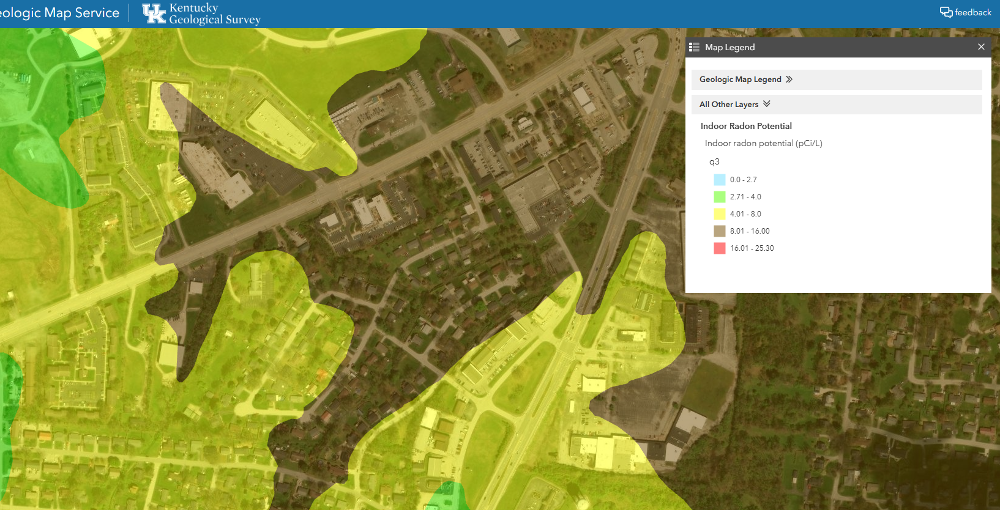 eologic Map Service
UK
Kentucky
Geological Survey
feedback
Map Legend
Geologic Map Legend
All Other Layers
Indoor Radon Potential
Indoor radon potential (pCi/L)
q3
0.0 - 2.7
2.71 - 4.0
4.01 - 8.0
8.01 - 16.00
16.01 - 25.30